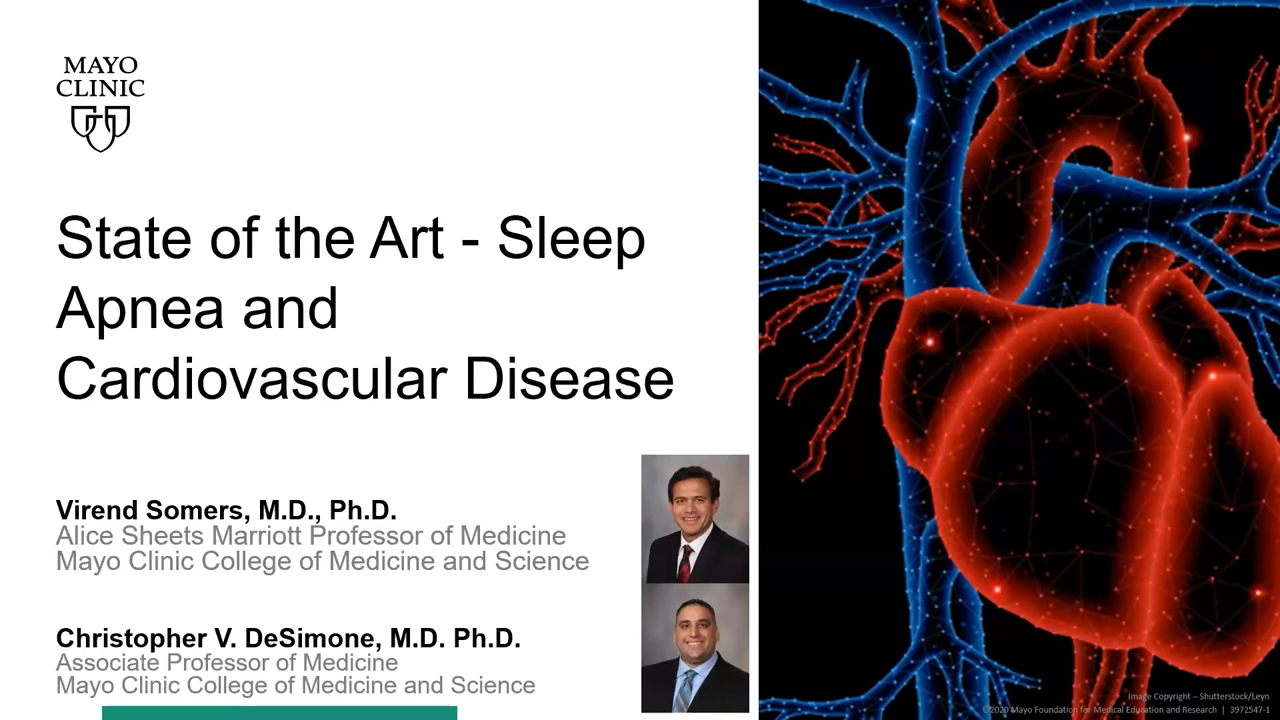 MAYO
CLINIC
State of the Art - Sleep
Apnea and
Cardiovascular Disease
Virend Somers, M.D., Ph.D.
Alice Sheets Marriott Professor of Medicine
Mayo Clinic College of Medicine and Science
Christopher V. DeSimone, M.D. Ph.D.
Associate Professor of Medicine
Mayo Clinic College of Medicine and Science
Image Copyright – Shutterstock/Leyn
©2020 Mayo Foundation for Medical Education and Research | 3972547-1